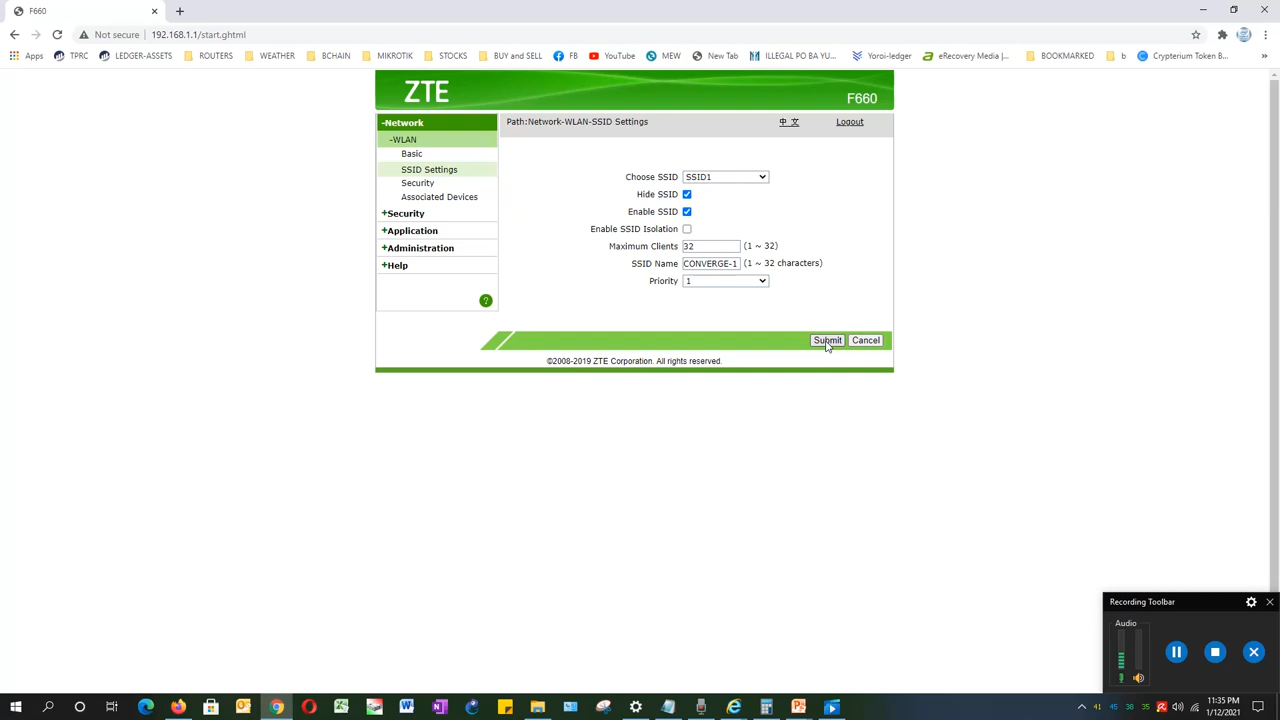 F660
Not secure 192.168.1.1/start.ghtml
Apps TPRC LEDGER-ASSETS ROUTERS WEATHER BCHAIN MIKROTIK STOCKS BUY and SELL FB YouTube MEW New Tab ILLEGAL PO BA YU... Yoroi-ledger eRecovery Media |... BOOKMARKED b Crypterium Token B... »
ZTE
F660
-Network
Path:Network-WLAN-SSID Settings 中 文 Logout
-WLAN
Basic
SSID Settings
Security
Associated Devices
+Security
+Application
+Administration
+Help
?
Choose SSID SSID1
Hide SSID
Enable SSID
Enable SSID Isolation
Maximum Clients 32 (1 ~ 32)
SSID Name CONVERGE-1 (1 ~ 32 characters)
Priority 1
Submit Cancel
©2008-2019 ZTE Corporation. All rights reserved.
Recording Toolbar
Audio
41 45 38 35 11:35 PM
1/12/2021